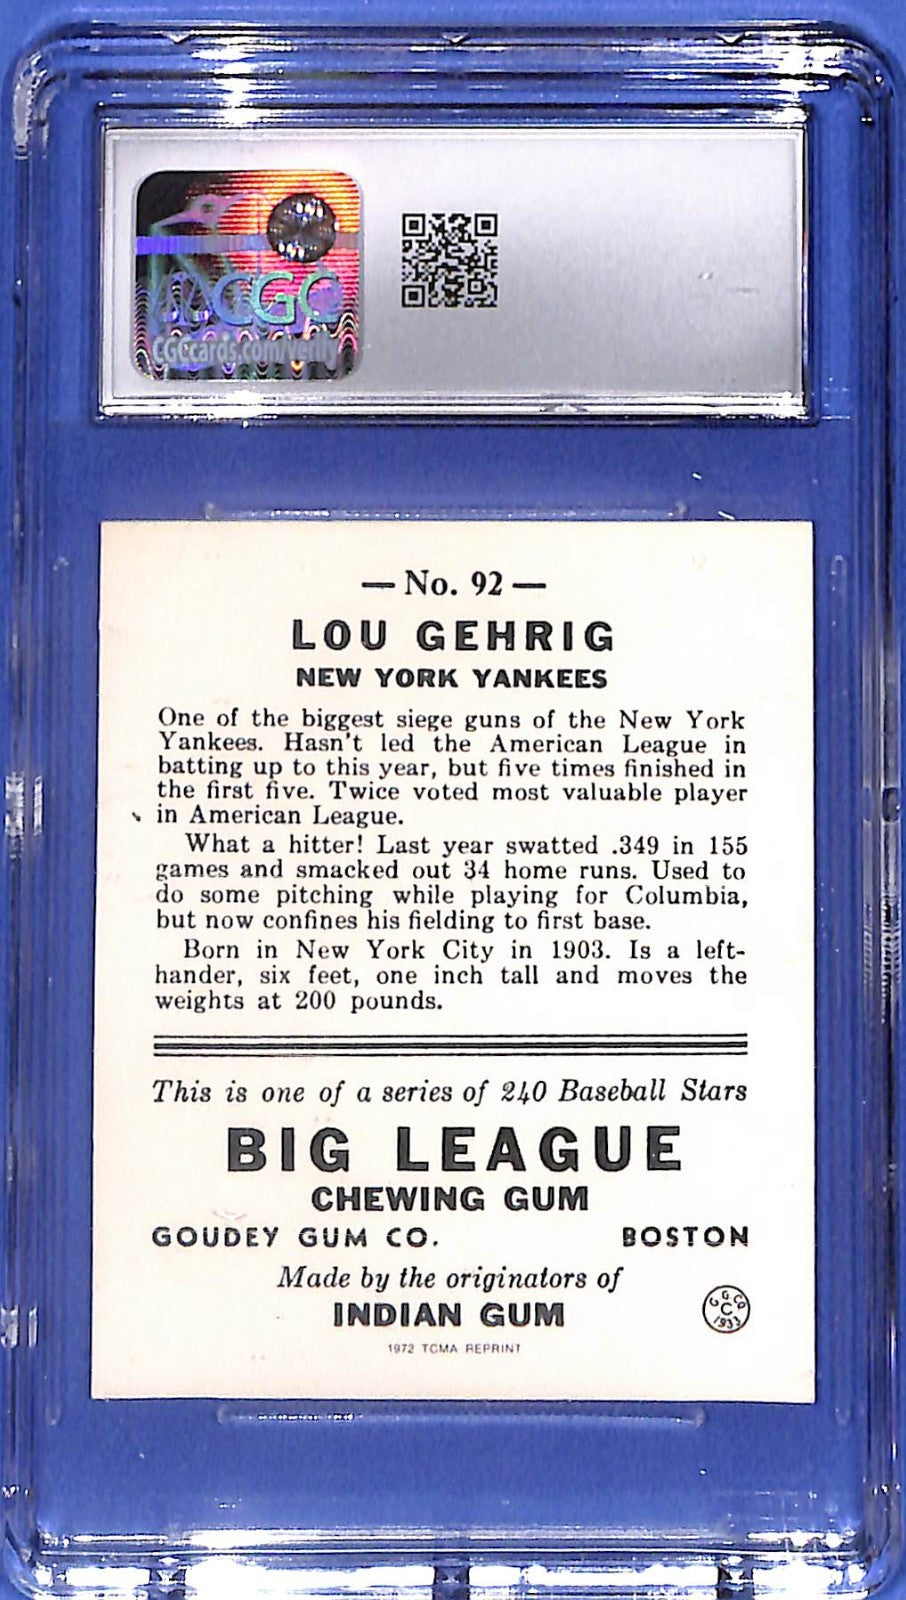 CGC
CGCcards.com/verify
— No. 92 —
LOU GEHRIG
NEW YORK YANKEES
One of the biggest siege guns of the New York
Yankees. Hasn't led the American League in
batting up to this year, but five times finished in
the first five. Twice voted most valuable player
in American League.
What a hitter! Last year swatted .349 in 155
games and smacked out 34 home runs. Used to
do some pitching while playing for Columbia,
but now confines his fielding to first base.
Born in New York City in 1903. Is a left-
hander, six feet, one inch tall and moves the
weights at 200 pounds.
This is one of a series of 240 Baseball Stars
BIG LEAGUE
CHEWING GUM
GOUDEY GUM CO. BOSTON
Made by the originators of
INDIAN GUM
G.G.CO
C
1933
1972 TCMA REPRINT